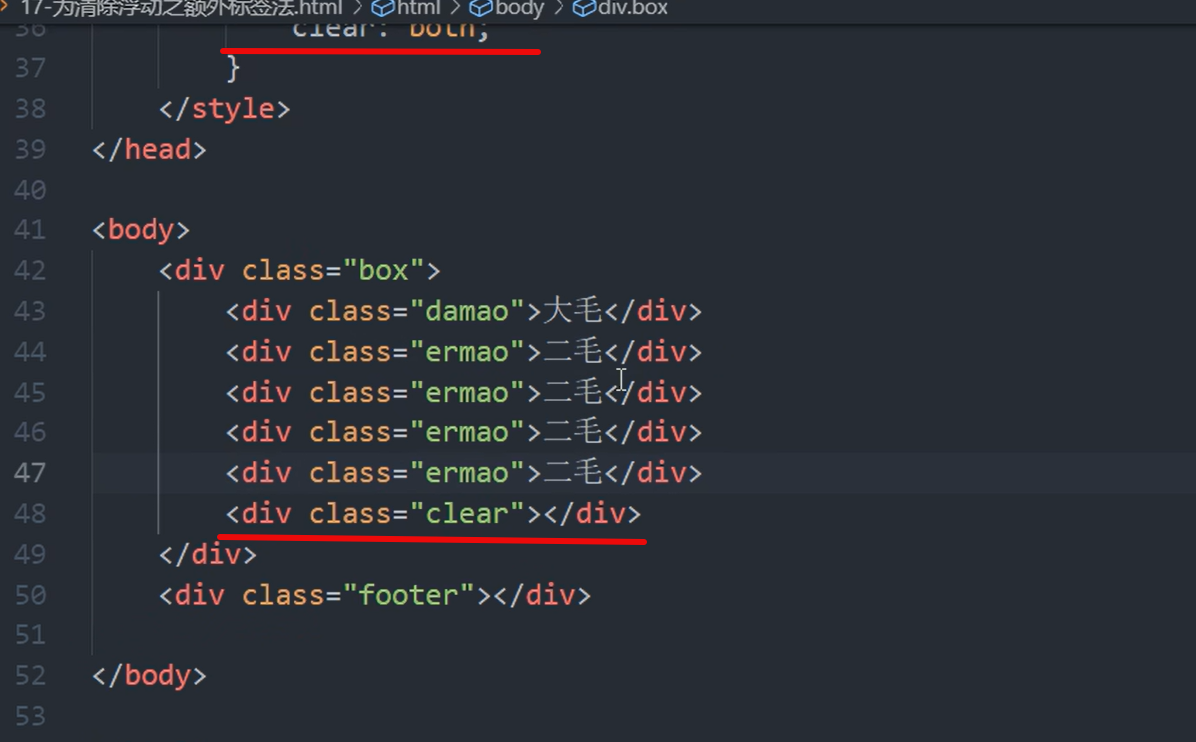 17-为清除浮动之额外标签法.html > html > body > div.box
36 clear: both;
37 }
38 </style>
39 </head>
40
41 <body>
42 <div class="box">
43 <div class="damao">大毛</div>
44 <div class="ermao">二毛</div>
45 <div class="ermao">二毛</div>
46 <div class="ermao">二毛</div>
47 <div class="ermao">二毛</div>
48 <div class="clear"></div>
49 </div>
50 <div class="footer"></div>
51
52 </body>
53